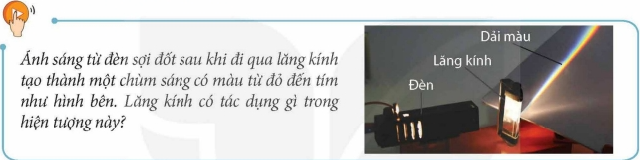 Ánh sáng từ đèn sợi đốt sau khi đi qua lăng kính
tạo thành một chùm sáng có màu từ đỏ đến tím
như hình bên. Lăng kính có tác dụng gì trong
hiện tượng này?
Dải màu
Lăng kính
Đèn